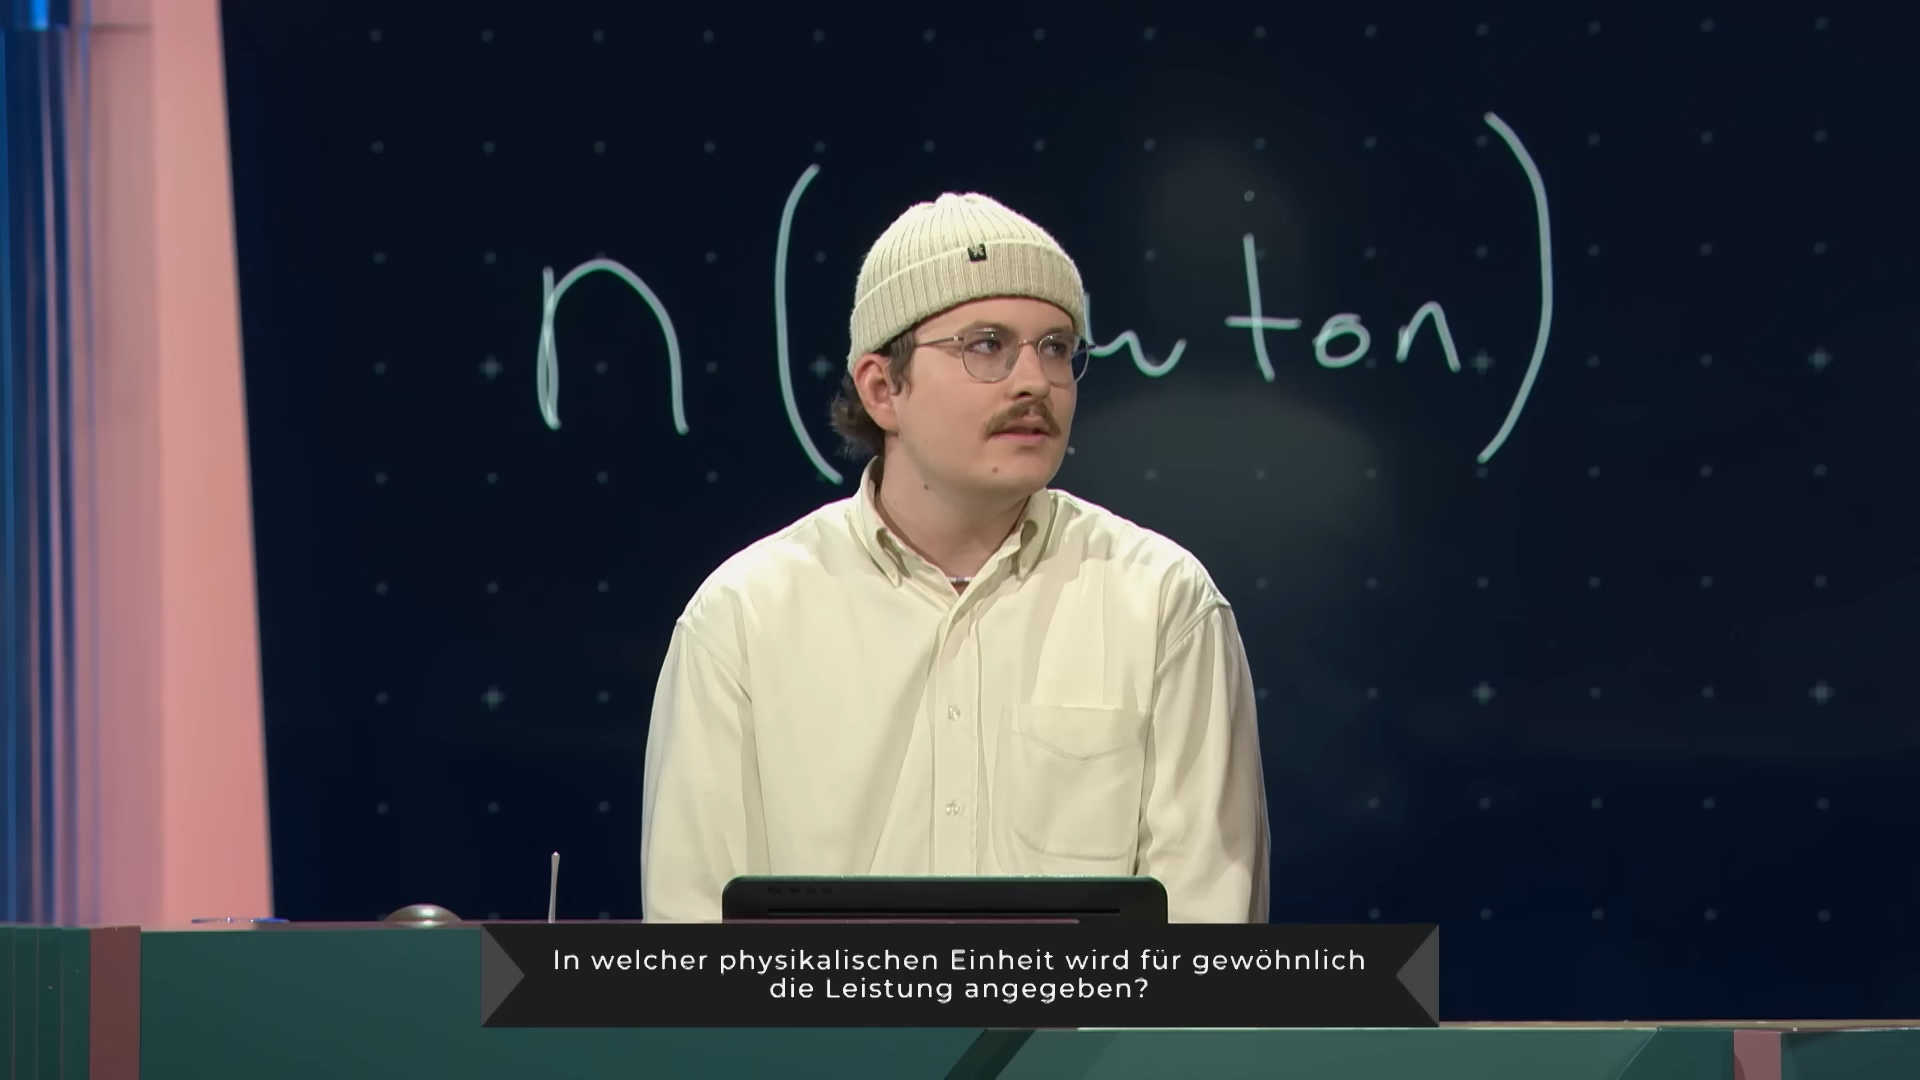 n ( ton )
In welcher physikalischen Einheit wird für gewöhnlich
die Leistung angegeben?